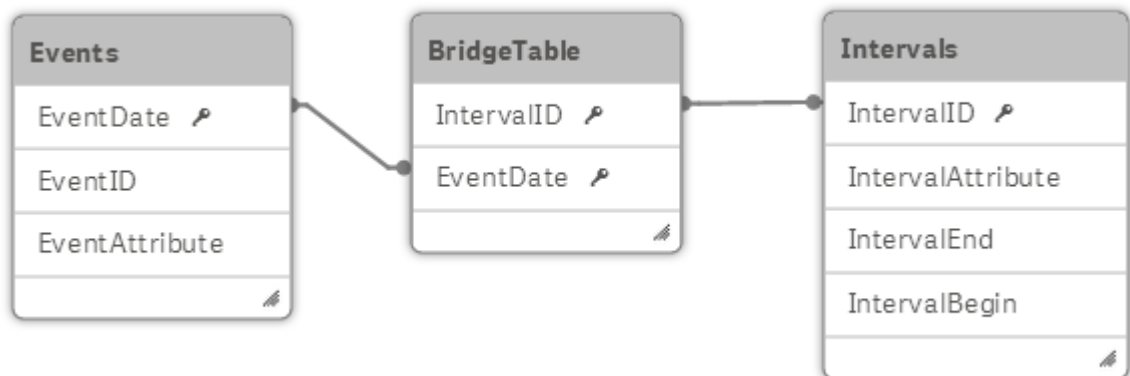 Events
EventDate
EventID
EventAttribute
BridgeTable
IntervalID
EventDate
Intervals
IntervalID
IntervalAttribute
IntervalEnd
IntervalBegin